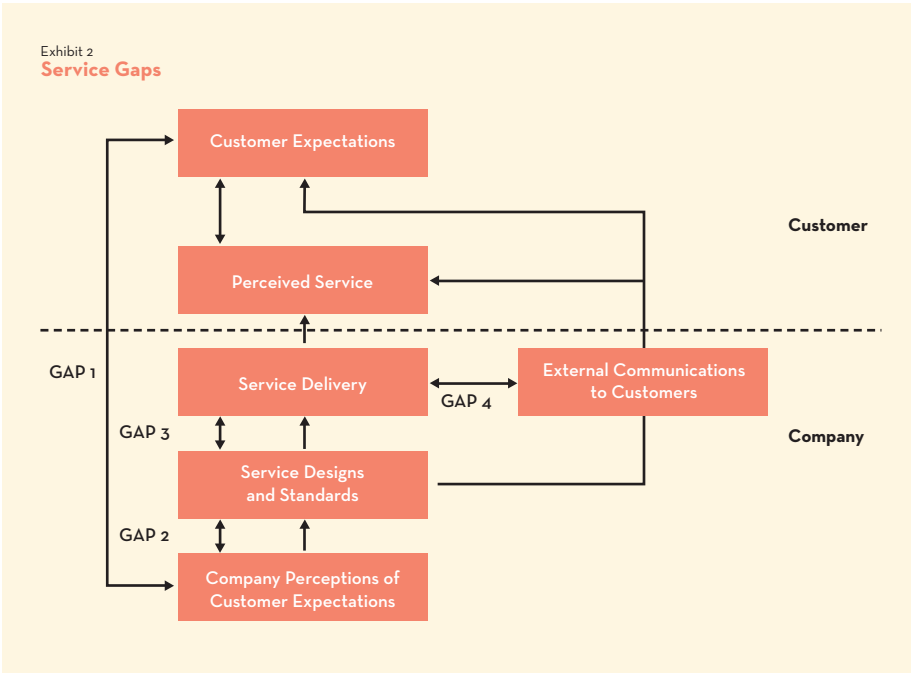 Exhibit 2
Service Gaps
Customer Expectations
Customer
Perceived Service
GAP 1
Service Delivery
External Communications
to Customers
GAP 4
GAP 3
Company
Service Designs
and Standards
GAP 2
Company Perceptions of
Customer Expectations